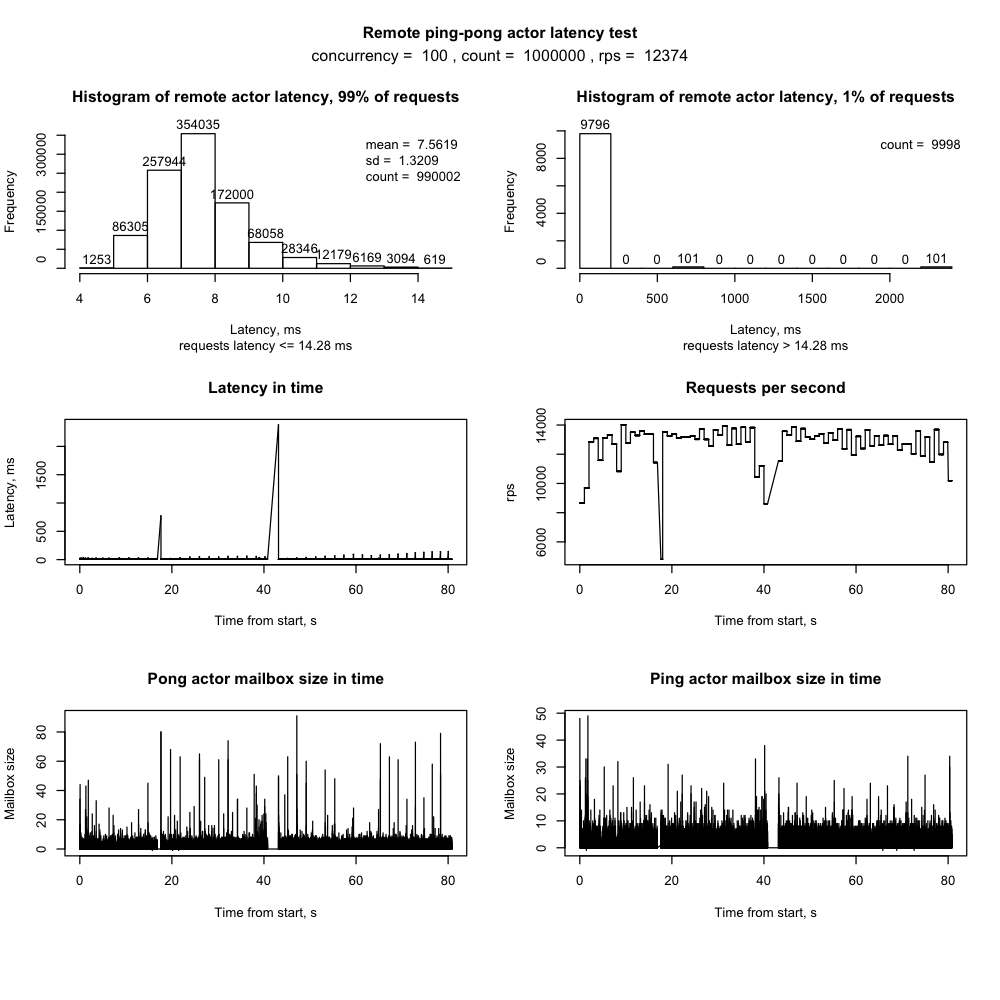 Remote ping-pong actor latency test
concurrency = 100 , count = 1000000 , rps = 12374
Histogram of remote actor latency, 99% of requests
354035
257944
172000
86305
68058
28346
12179
6169
3094
619
1253
mean = 7.5619
sd = 1.3209
count = 990002
Frequency
0 150000 300000
4 6 8 10 12 14
Latency, ms
requests latency <= 14.28 ms
Histogram of remote actor latency, 1% of requests
9796
count = 9998
0 0 101 0 0 0 0 0 0 0 101
Frequency
0 4000 8000
0 500 1000 1500 2000
Latency, ms
requests latency > 14.28 ms
Latency in time
Latency, ms
0 500 1500
0 20 40 60 80
Time from start, s
Requests per second
rps
6000 10000 14000
0 20 40 60 80
Time from start, s
Pong actor mailbox size in time
Mailbox size
0 20 40 60 80
0 20 40 60 80
Time from start, s
Ping actor mailbox size in time
Mailbox size
0 10 20 30 40 50
0 20 40 60 80
Time from start, s